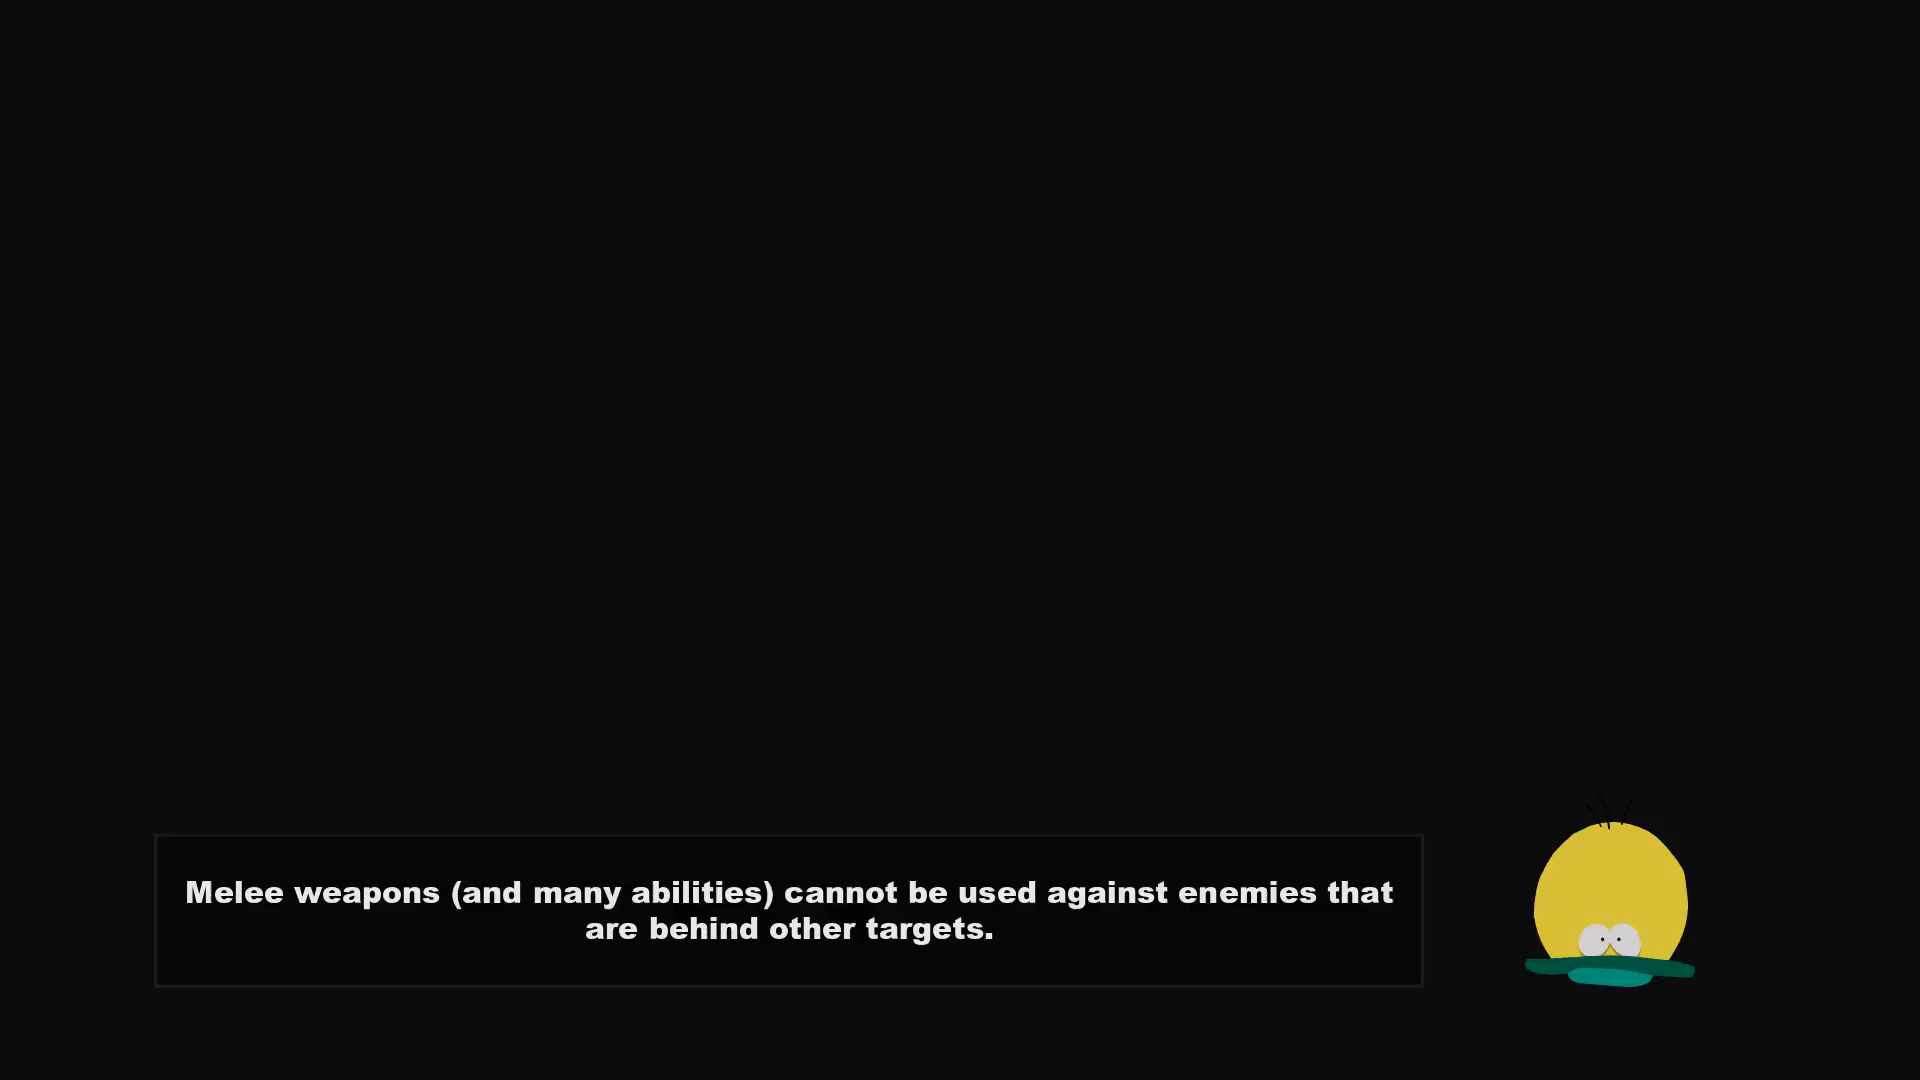 Melee weapons (and many abilities) cannot be used against enemies that
are behind other targets.